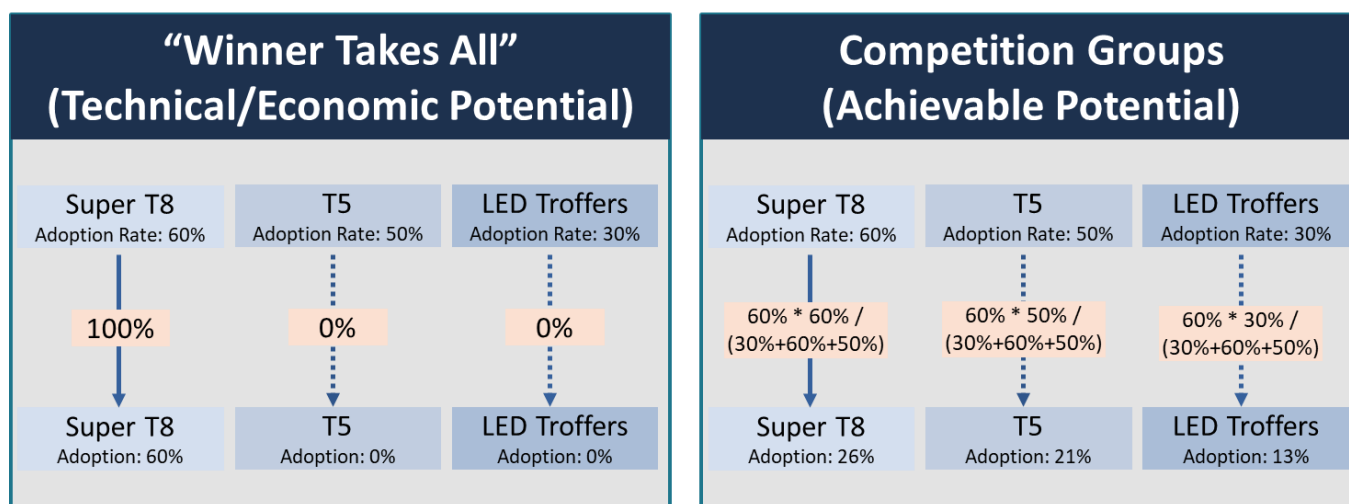 “Winner Takes All”
(Technical/Economic Potential)
Super T8
Adoption Rate: 60%
T5
Adoption Rate: 50%
LED Troffers
Adoption Rate: 30%
100%
0%
0%
Super T8
Adoption: 60%
T5
Adoption: 0%
LED Troffers
Adoption: 0%
Competition Groups
(Achievable Potential)
Super T8
Adoption Rate: 60%
T5
Adoption Rate: 50%
LED Troffers
Adoption Rate: 30%
60% * 60% /
(30%+60%+50%)
60% * 50% /
(30%+60%+50%)
60% * 30% /
(30%+60%+50%)
Super T8
Adoption: 26%
T5
Adoption: 21%
LED Troffers
Adoption: 13%